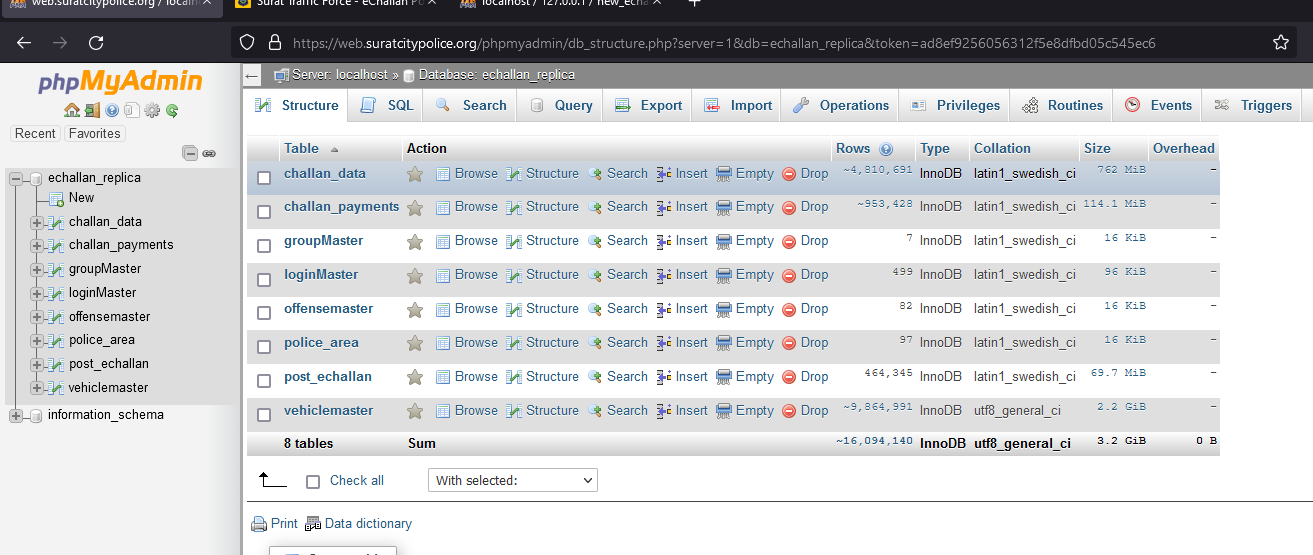 web.suratcitypolice.org / localh
Surat Traffic Force - eChallan Po
localhost / 127.0.0.1 / new_echa
https://web.suratcitypolice.org/phpmyadmin/db_structure.php?server=1&db=echallan_replica&token=ad8ef9256056312f5e8dfbd05c545ec6
phpMyAdmin
Recent Favorites
echallan_replica
New
challan_data
challan_payments
groupMaster
loginMaster
offensemaster
police_area
post_echallan
vehiclemaster
information_schema
Server: localhost » Database: echallan_replica
Structure SQL Search Query Export Import Operations Privileges Routines Events Triggers
Table Action Rows Type Collation Size Overhead
challan_data Browse Structure Search Insert Empty Drop ~4,810,691 InnoDB latin1_swedish_ci 762 MiB -
challan_payments Browse Structure Search Insert Empty Drop ~953,428 InnoDB latin1_swedish_ci 114.1 MiB -
groupMaster Browse Structure Search Insert Empty Drop 7 InnoDB latin1_swedish_ci 16 KiB -
loginMaster Browse Structure Search Insert Empty Drop 499 InnoDB latin1_swedish_ci 96 KiB -
offensemaster Browse Structure Search Insert Empty Drop 82 InnoDB latin1_swedish_ci 16 KiB -
police_area Browse Structure Search Insert Empty Drop 97 InnoDB latin1_swedish_ci 16 KiB -
post_echallan Browse Structure Search Insert Empty Drop 464,345 InnoDB latin1_swedish_ci 69.7 MiB -
vehiclemaster Browse Structure Search Insert Empty Drop ~9,864,991 InnoDB utf8_general_ci 2.2 GiB -
8 tables Sum ~16,094,140 InnoDB utf8_general_ci 3.2 GiB 0 B
Check all With selected:
Print Data dictionary